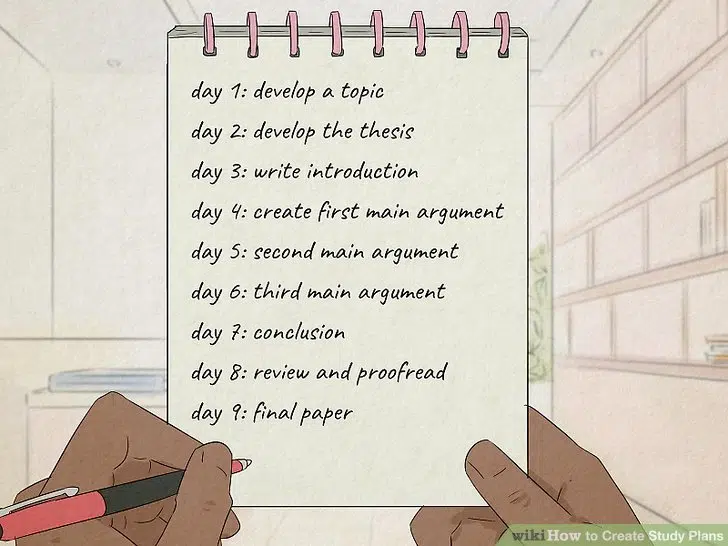 day 1: develop a topic
day 2: develop the thesis
day 3: write introduction
day 4: create first main argument
day 5: second main argument
day 6: third main argument
day 7: conclusion
day 8: review and proofread
day 9: final paper
wikiHow to Create Study Plans